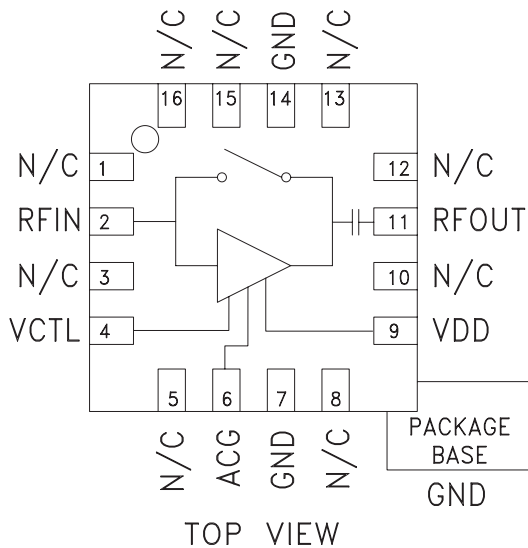 N/C N/C GND N/C
16 15 14 13
N/C 1 12 N/C
RFIN 2 11 RFOUT
N/C 3 10 N/C
VCTL 4 9 VDD
5 6 7 8
N/C ACG GND N/C
PACKAGE
BASE
GND
TOP VIEW